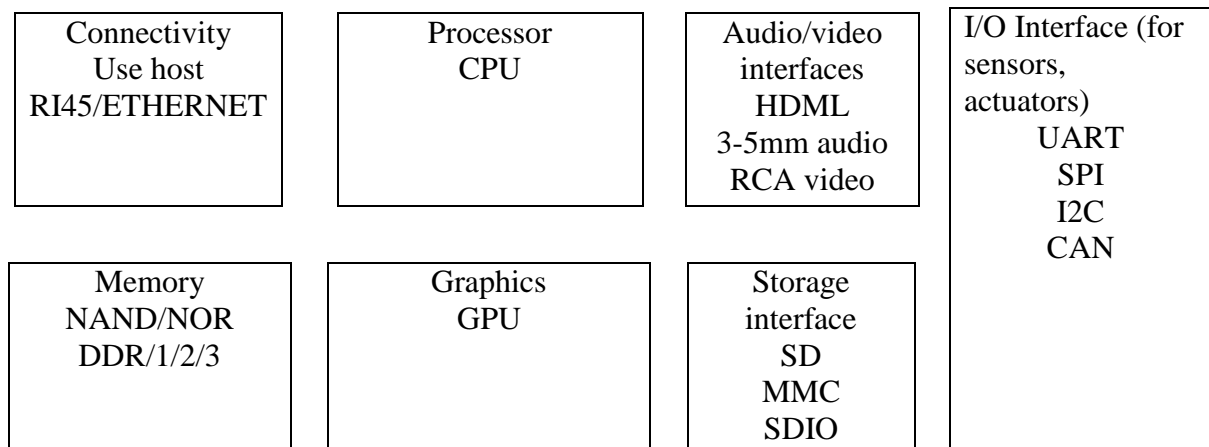 Connectivity
Use host
RI45/ETHERNET
Processor
CPU
Audio/video
interfaces
HDML
3-5mm audio
RCA video
I/O Interface (for
sensors,
actuators)
UART
SPI
I2C
CAN
Memory
NAND/NOR
DDR/1/2/3
Graphics
GPU
Storage
interface
SD
MMC
SDIO